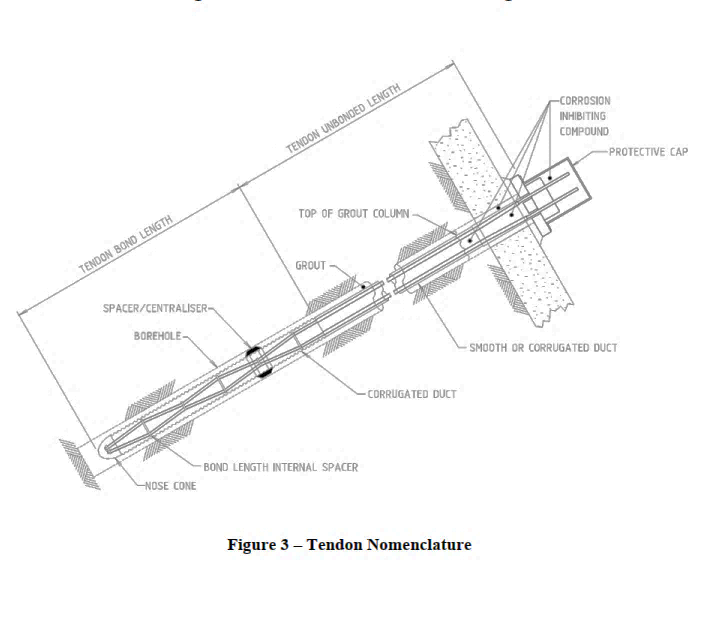 TENDON UNBONDED LENGTH
CORROSION
INHIBITING
COMPOUND
PROTECTIVE CAP
TENDON BOND LENGTH
TOP OF GROUT COLUMN
GROUT
SPACER/CENTRALISER
BOREHOLE
SMOOTH OR CORRUGATED DUCT
CORRUGATED DUCT
BOND LENGTH INTERNAL SPACER
NOSE CONE
Figure 3 – Tendon Nomenclature